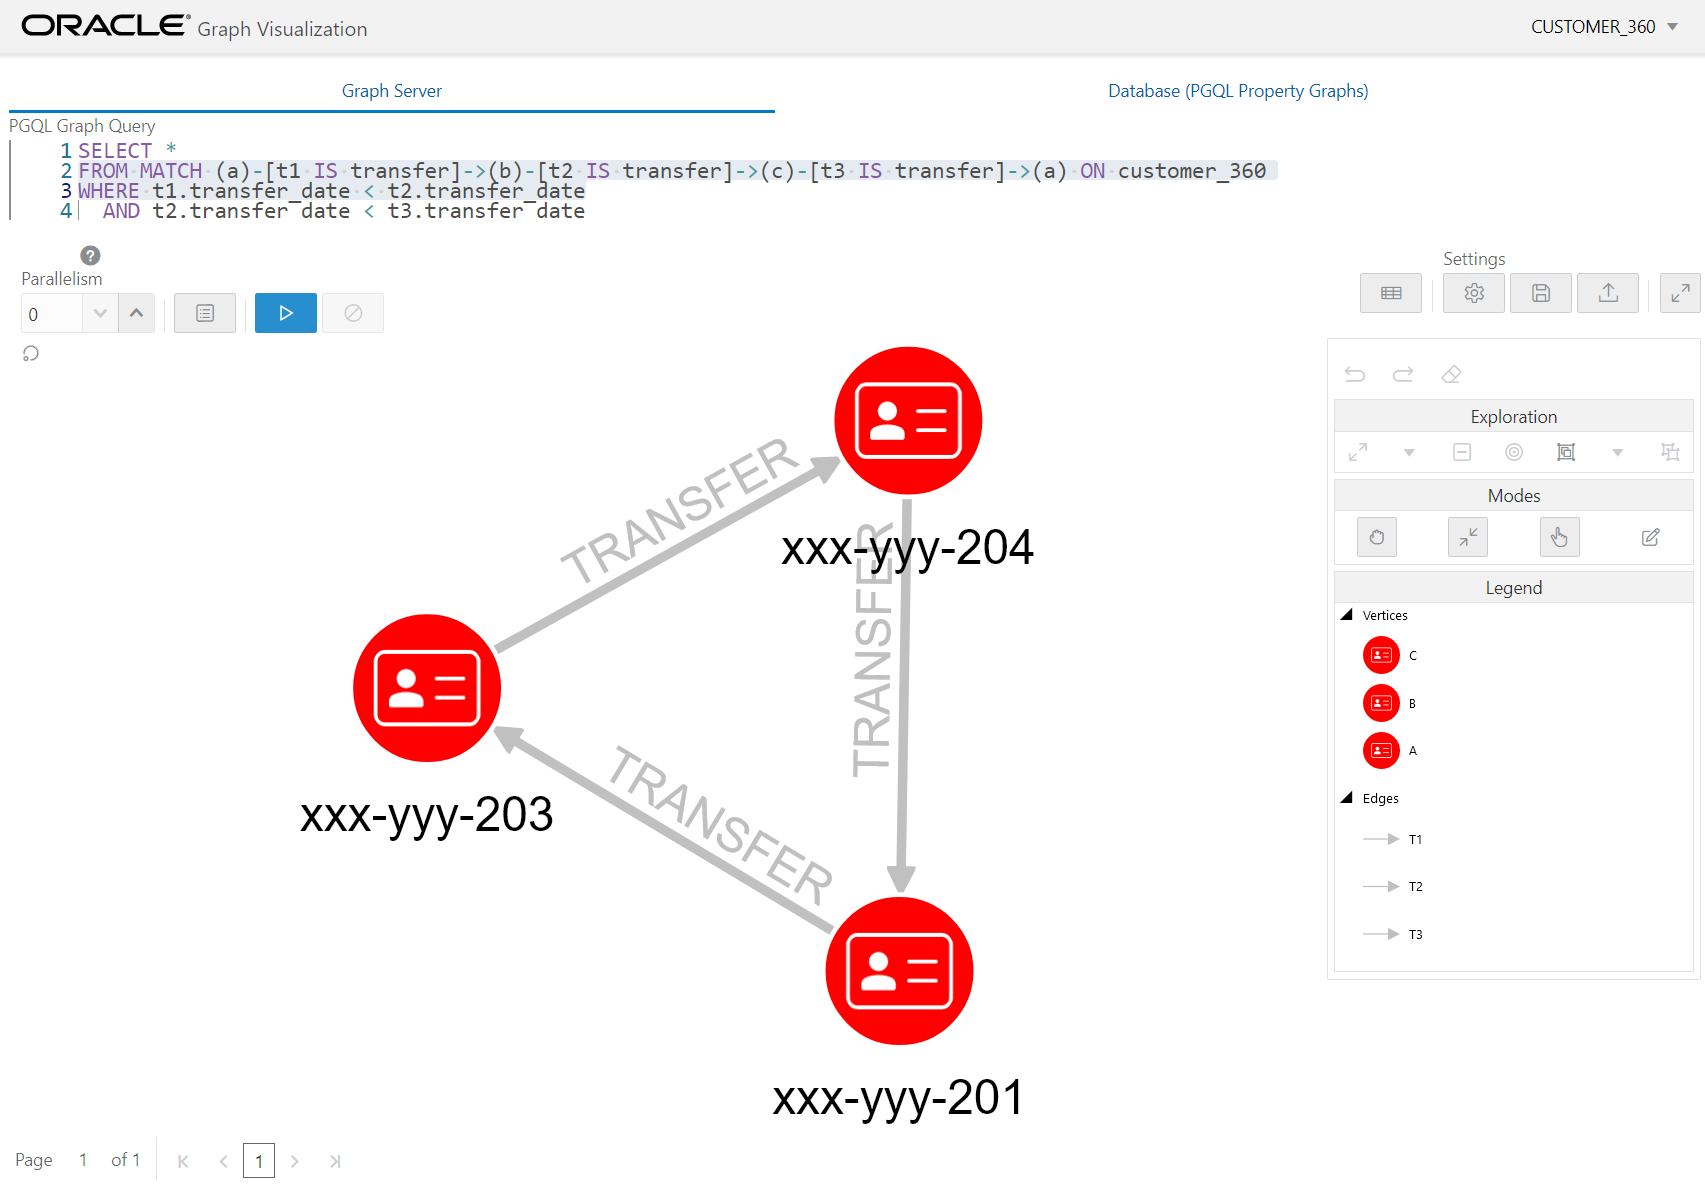 ORACLE® Graph Visualization
CUSTOMER_360
Graph Server
Database (PGQL Property Graphs)
PGQL Graph Query
1 SELECT *
2 FROM MATCH (a)-[t1 IS transfer]->(b)-[t2 IS transfer]->(c)-[t3 IS transfer]->(a) ON customer_360
3 WHERE t1.transfer_date < t2.transfer_date
4 AND t2.transfer_date < t3.transfer_date
?
Parallelism
0
Settings
Exploration
Modes
Legend
Vertices
C
B
A
Edges
T1
T2
T3
TRANSFER
xxx-yyy-204
TRANSFER
xxx-yyy-203
TRANSFER
xxx-yyy-201
Page 1 of 1
1